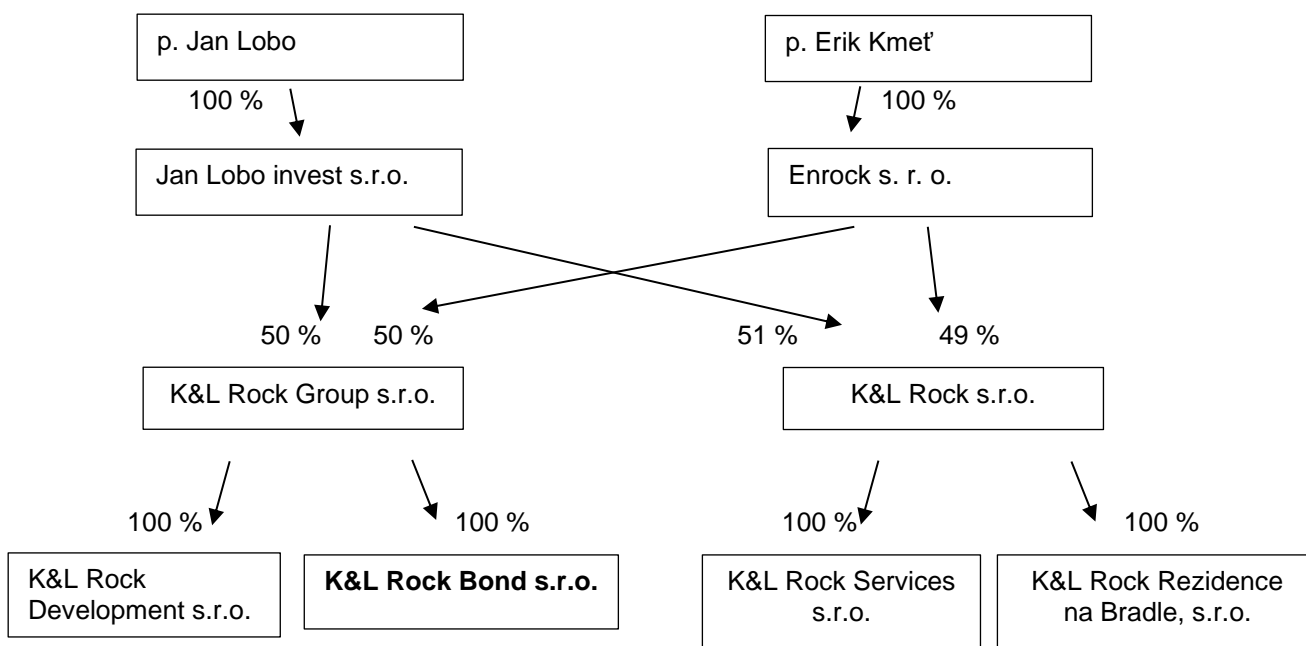 p. Jan Lobo
p. Erik Kmeť
100 %
100 %
Jan Lobo invest s.r.o.
Enrock s. r. o.
50 %
50 %
51 %
49 %
K&L Rock Group s.r.o.
K&L Rock s.r.o.
100 %
100 %
100 %
100 %
K&L Rock
Development s.r.o.
K&L Rock Bond s.r.o.
K&L Rock Services
s.r.o.
K&L Rock Rezidence
na Bradle, s.r.o.